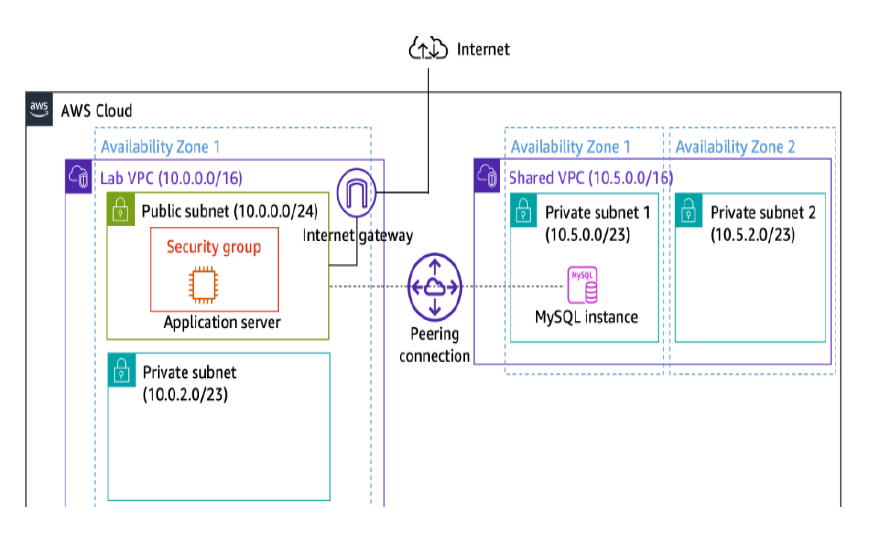 Internet
aws
AWS Cloud
Availability Zone 1
Lab VPC (10.0.0.0/16)
Public subnet (10.0.0.0/24)
Security group
Application server
Internet gateway
Private subnet
(10.0.2.0/23)
Peering
connection
Availability Zone 1
Availability Zone 2
Shared VPC (10.5.0.0/16)
Private subnet 1
(10.5.0.0/23)
MySQL
MySQL instance
Private subnet 2
(10.5.2.0/23)